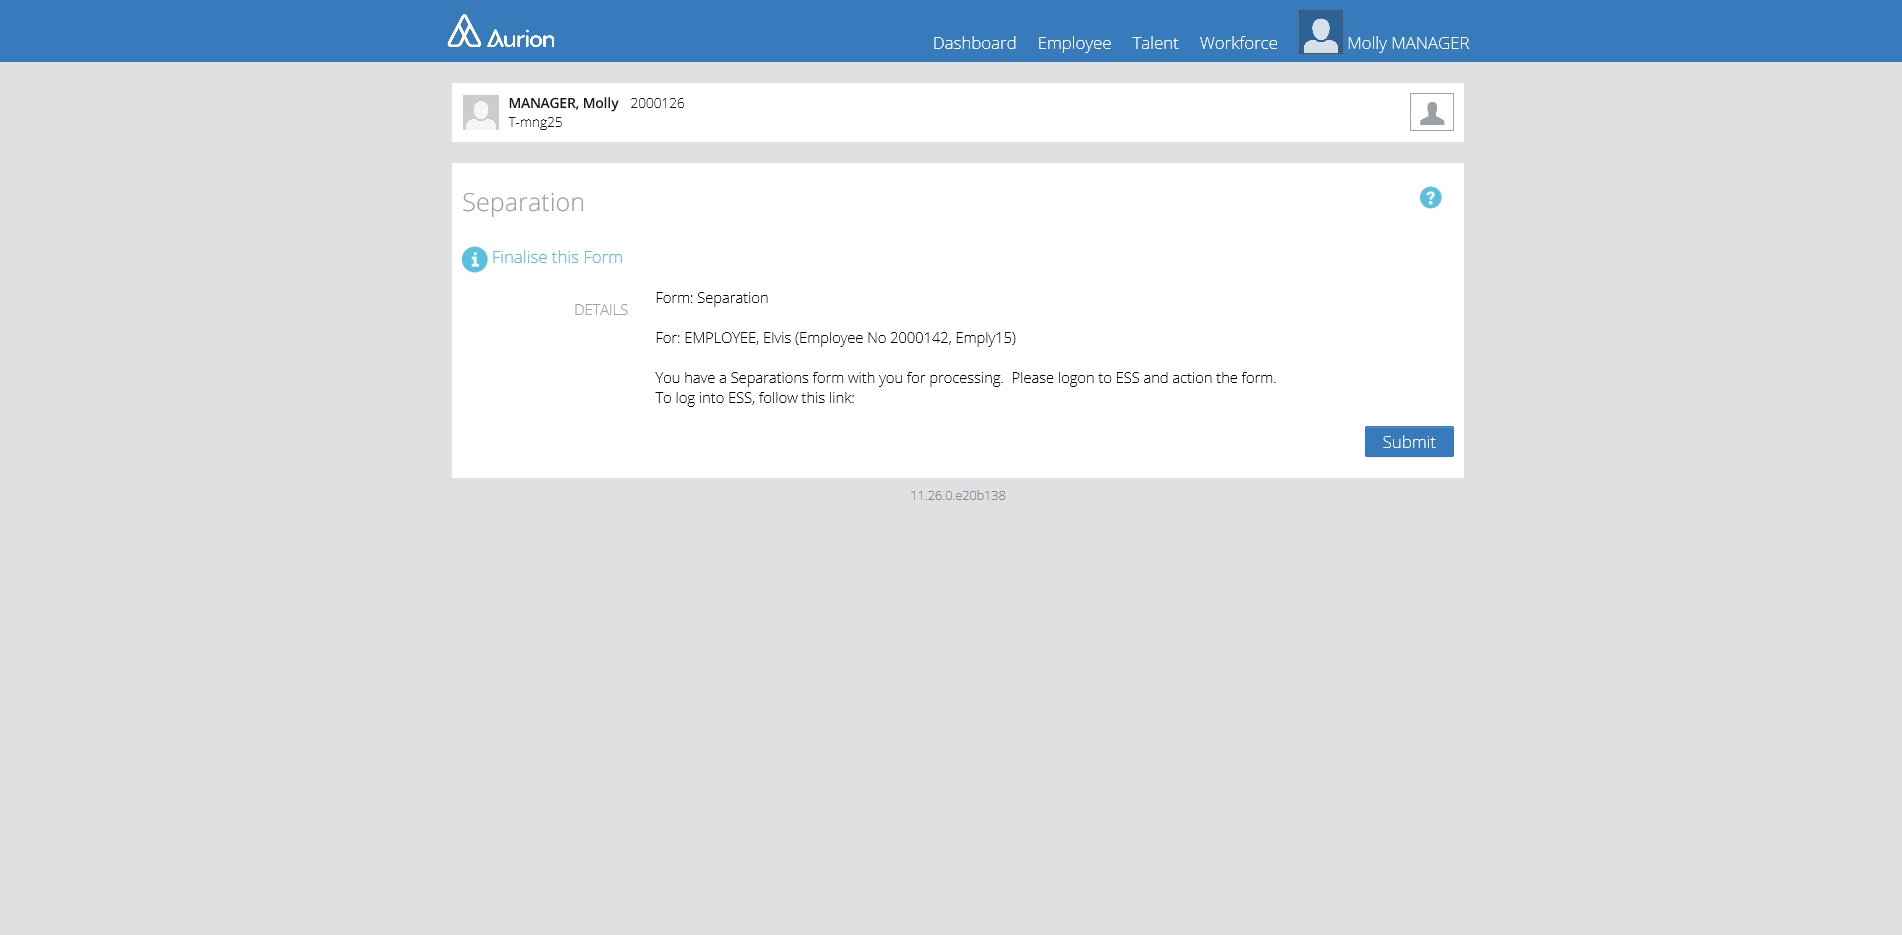 Aurion
Dashboard Employee Talent Workforce Molly MANAGER
MANAGER, Molly 2000126
T-mng25
Separation
?
i Finalise this Form
DETAILS
Form: Separation
For: EMPLOYEE, Elvis (Employee No 2000142, Emply15)
You have a Separations form with you for processing.  Please logon to ESS and action the form.
To log into ESS, follow this link:
Submit
11.26.0.e20b138